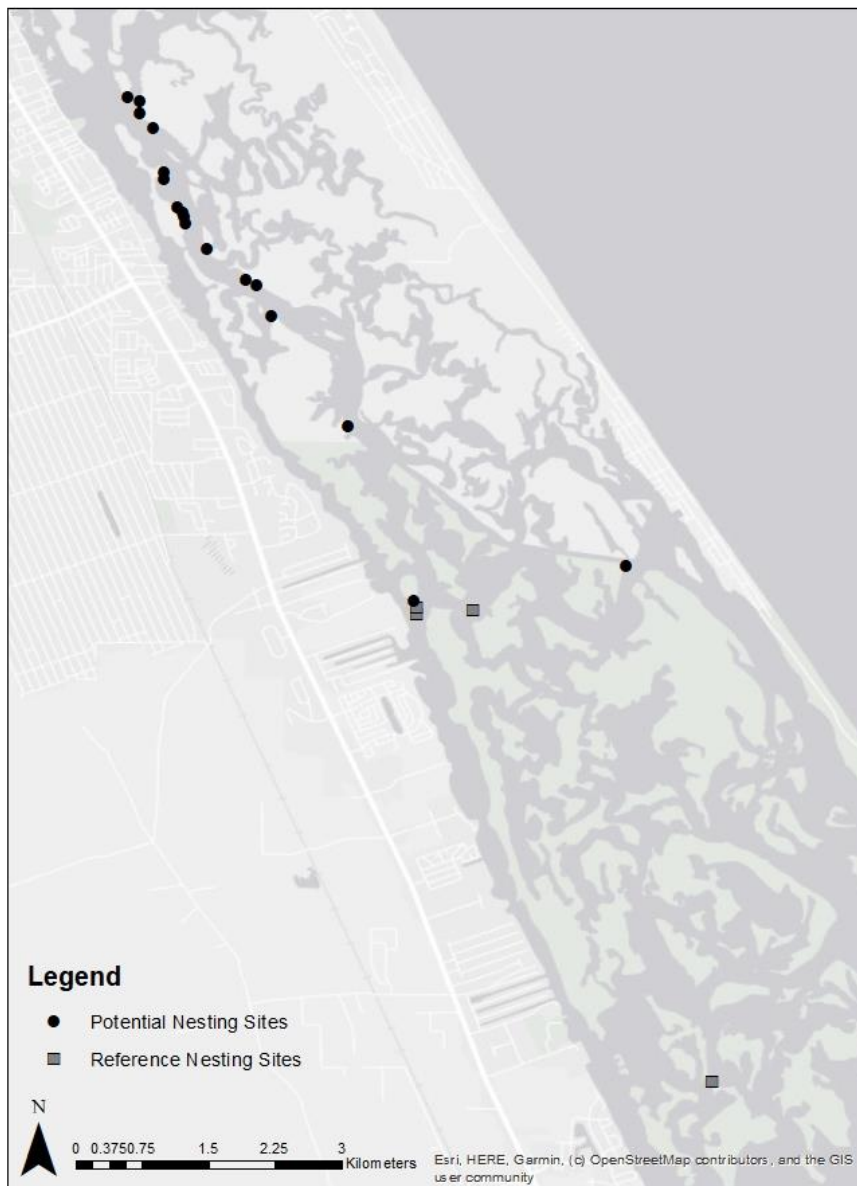 Legend
Potential Nesting Sites
Reference Nesting Sites
N
0 0.3750.75 1.5 2.25 3
Kilometers
Esri, HERE, Garmin, (c) OpenStreetMap contributors, and the GIS
user community